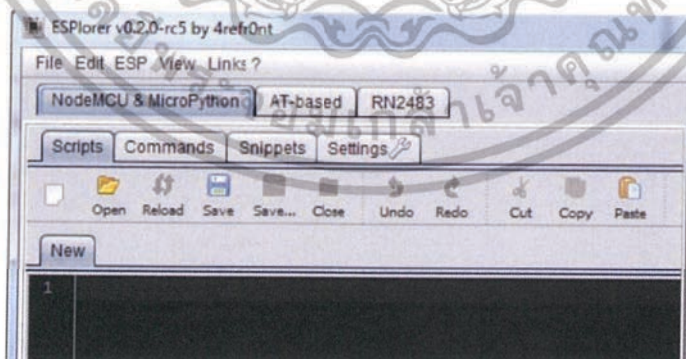 ESPlorer v0.2.0-rc5 by 4refr0nt
File Edit ESP View Links ?
NodeMCU & MicroPython AT-based RN2483
Scripts Commands Snippets Settings
Open Reload Save Save... Close Undo Redo Cut Copy Paste
New
1